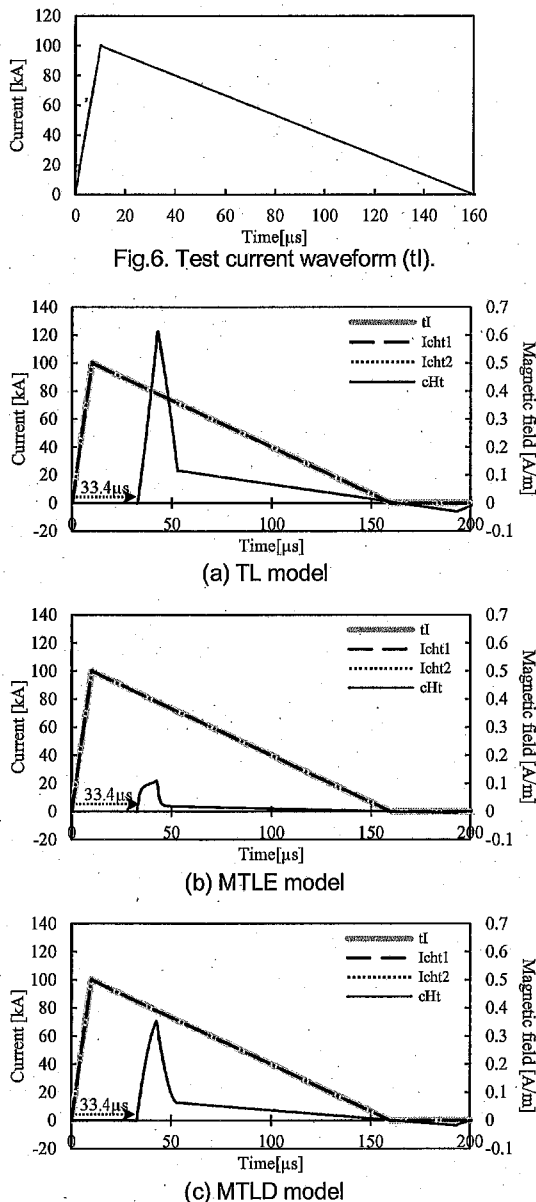 120
100
80
60
40
20
0
Current [kA]
0 20 40 60 80 100 120 140 160
Time[µs]
Fig.6. Test current waveform (tI).
140
120
100
80
60
40
20
0
-20
Current [kA]
tI
Icht1
Icht2
cHt
33.4µs
0.7
0.6
0.5
0.4
0.3
0.2
0.1
0
-0.1
Magnetic field [A/m]
0 50 100 150 200
Time[µs]
(a) TL model
140
120
100
80
60
40
20
0
-20
Current [kA]
tI
Icht1
Icht2
cHt
33.4µs
0.7
0.6
0.5
0.4
0.3
0.2
0.1
0
-0.1
Magnetic field [A/m]
0 50 100 150 200
Time[µs]
(b) MTLE model
140
120
100
80
60
40
20
0
-20
Current [kA]
tI
Icht1
Icht2
cHt
33.4µs
0.7
0.6
0.5
0.4
0.3
0.2
0.1
0
-0.1
Magnetic field [A/m]
0 50 100 150 200
Time[µs]
(c) MTLD model